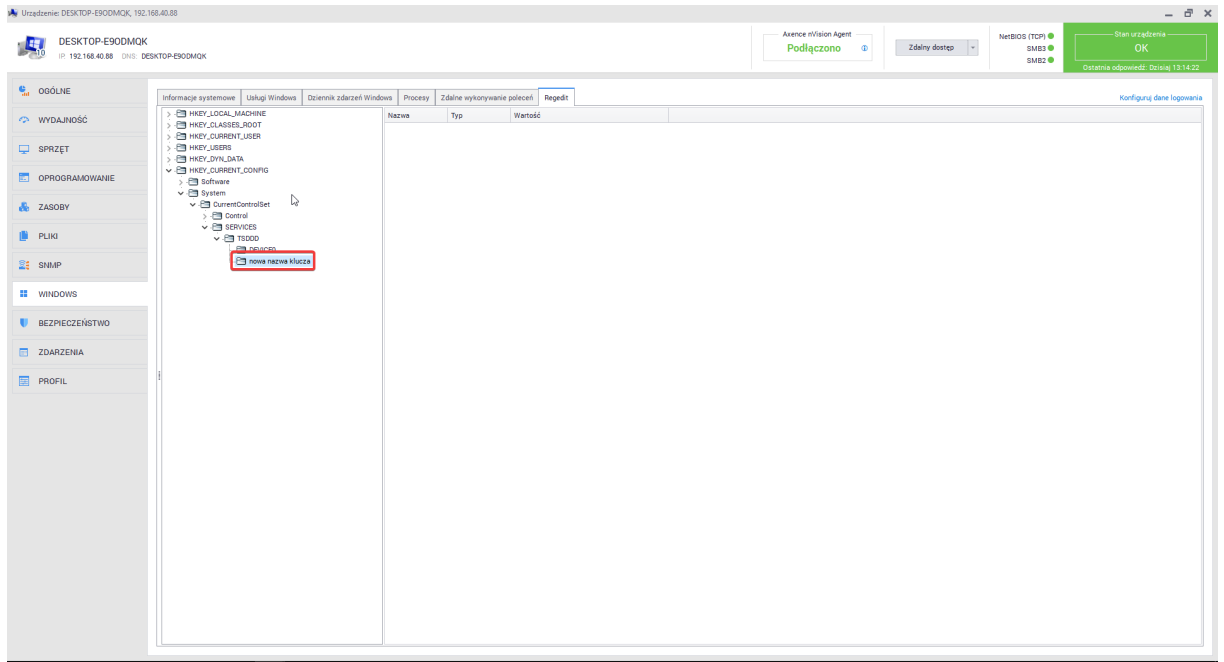 Urządzenie: DESKTOP-E9ODMQK, 192.168.40.88
DESKTOP-E9ODMQK
IP: 192.168.40.88 DNS: DESKTOP-E9ODMQK
Axence nVision Agent
Podłączono
Zdalny dostęp
NetBIOS (TCP)
SMB3
SMB2
Stan urządzenia
OK
Ostatnia odpowiedź: Dzisiaj 13:14:22
OGÓLNE
WYDAJNOŚĆ
SPRZĘT
OPROGRAMOWANIE
ZASOBY
PLIKI
SNMP
WINDOWS
BEZPIECZEŃSTWO
ZDARZENIA
PROFIL
Informacje systemowe Usługi Windows Dziennik zdarzeń Windows Procesy Zdalne wykonywanie poleceń Regedit
Konfiguruj dane logowania
HKEY_LOCAL_MACHINE
HKEY_CLASSES_ROOT
HKEY_CURRENT_USER
HKEY_USERS
HKEY_DYN_DATA
HKEY_CURRENT_CONFIG
Software
System
CurrentControlSet
Control
SERVICES
TSDDD
DEVICE0
nowa nazwa klucza
Nazwa Typ Wartość